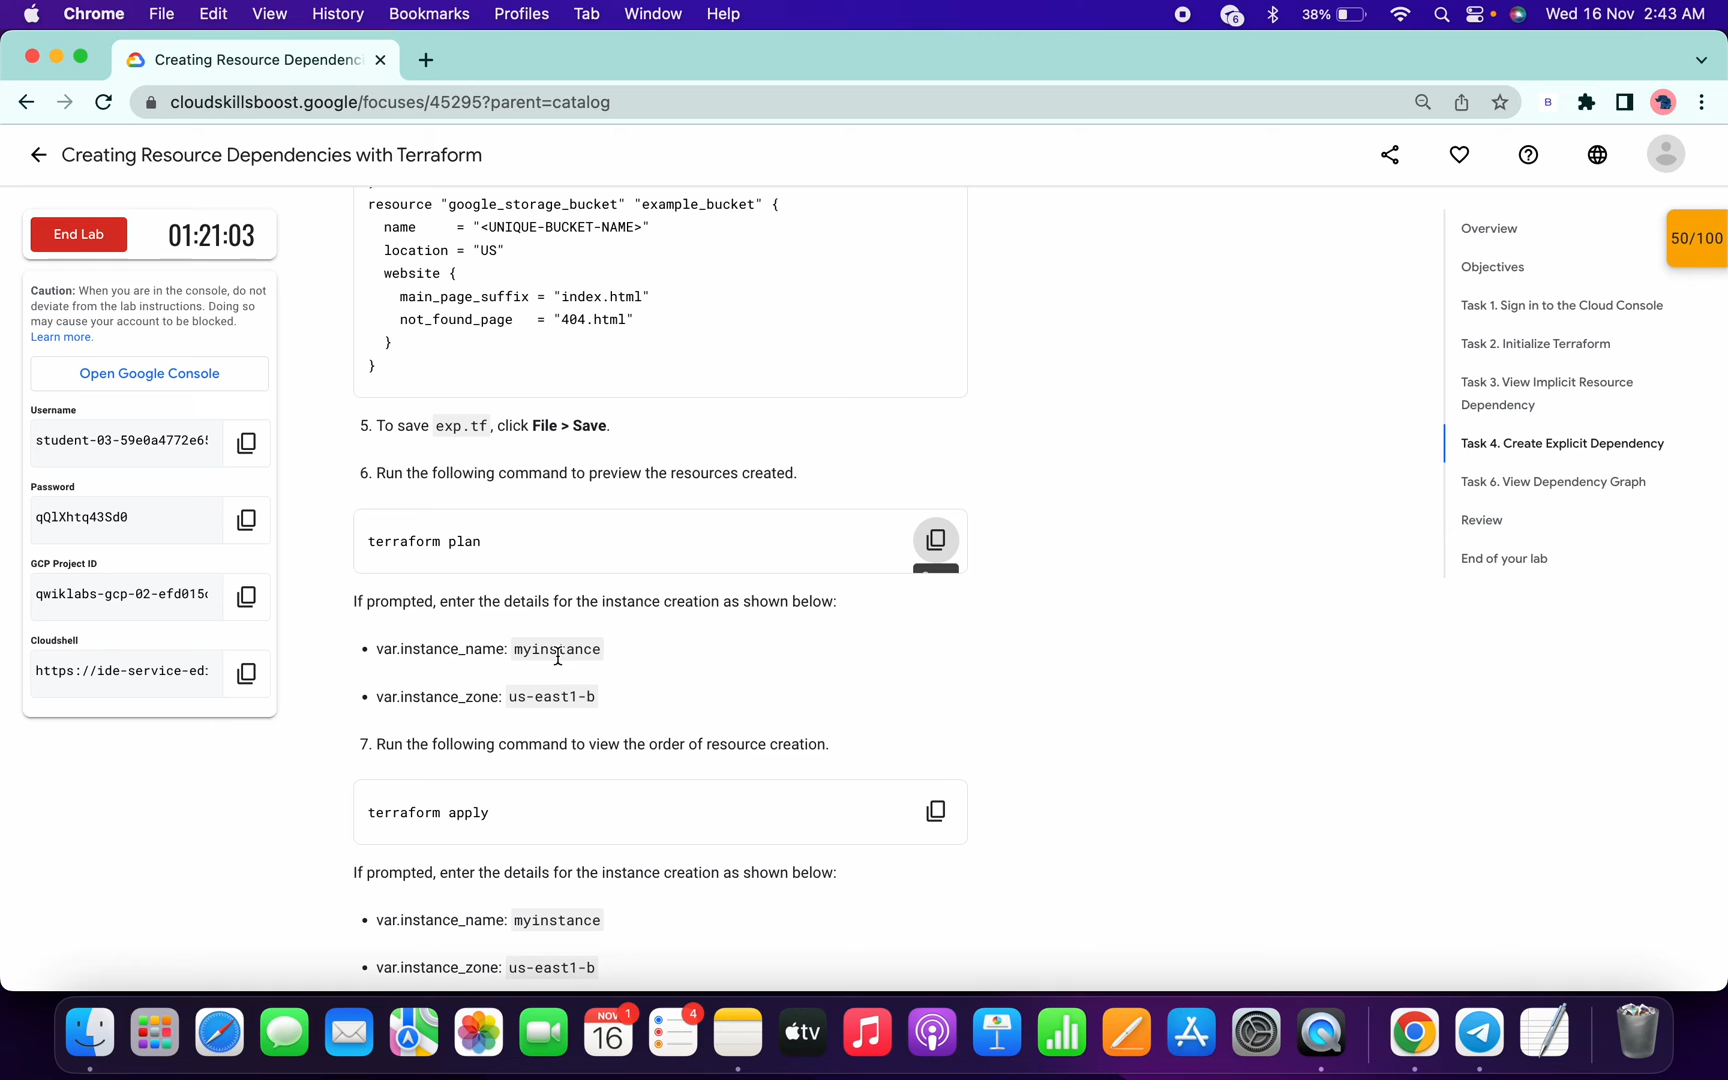 Chrome File Edit View History Bookmarks Profiles Tab Window Help 6 38% Wed 16 Nov 2:43 AM
Creating Resource Dependenc
cloudskillsboost.google/focuses/45295?parent=catalog B
Creating Resource Dependencies with Terraform
End Lab 01:21:03
Caution: When you are in the console, do not
deviate from the lab instructions. Doing so
may cause your account to be blocked.
Learn more.
Open Google Console
Username
student-03-59e0a4772e6
Password
qQlXhtq43Sd0
GCP Project ID
qwiklabs-gcp-02-efd015
Cloudshell
https://ide-service-ed
resource "google_storage_bucket" "example_bucket" {
name = "<UNIQUE-BUCKET-NAME>"
location = "US"
website {
main_page_suffix = "index.html"
not_found_page = "404.html"
}
}
5. To save exp.tf, click File > Save.
6. Run the following command to preview the resources created.
terraform plan
If prompted, enter the details for the instance creation as shown below:
• var.instance_name: myinstance
• var.instance_zone: us-east1-b
7. Run the following command to view the order of resource creation.
terraform apply
If prompted, enter the details for the instance creation as shown below:
• var.instance_name: myinstance
• var.instance_zone: us-east1-b
Overview
Objectives
Task 1. Sign in to the Cloud Console
Task 2. Initialize Terraform
Task 3. View Implicit Resource
Dependency
Task 4. Create Explicit Dependency
Task 6. View Dependency Graph
Review
End of your lab
50/100
NOV 1
16
4
tv